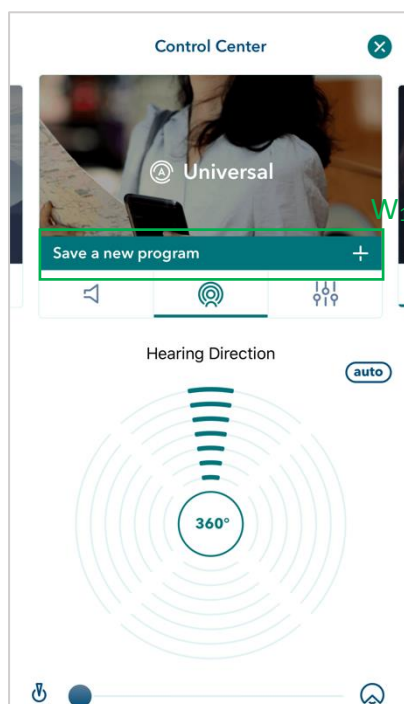 Control Center
Universal
Save a new program
Hearing Direction
auto
360°